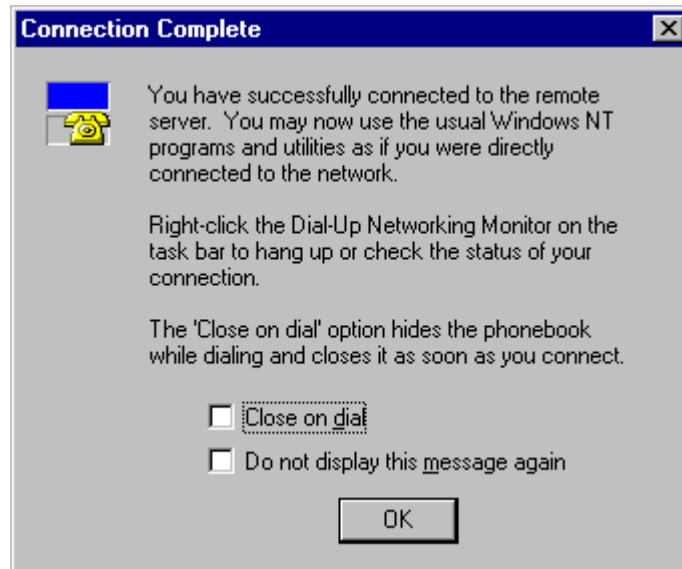 Connection Complete
You have successfully connected to the remote
server.  You may now use the usual Windows NT
programs and utilities as if you were directly
connected to the network.
Right-click the Dial-Up Networking Monitor on the
task bar to hang up or check the status of your
connection.
The 'Close on dial' option hides the phonebook
while dialing and closes it as soon as you connect.
Close on dial
Do not display this message again
OK